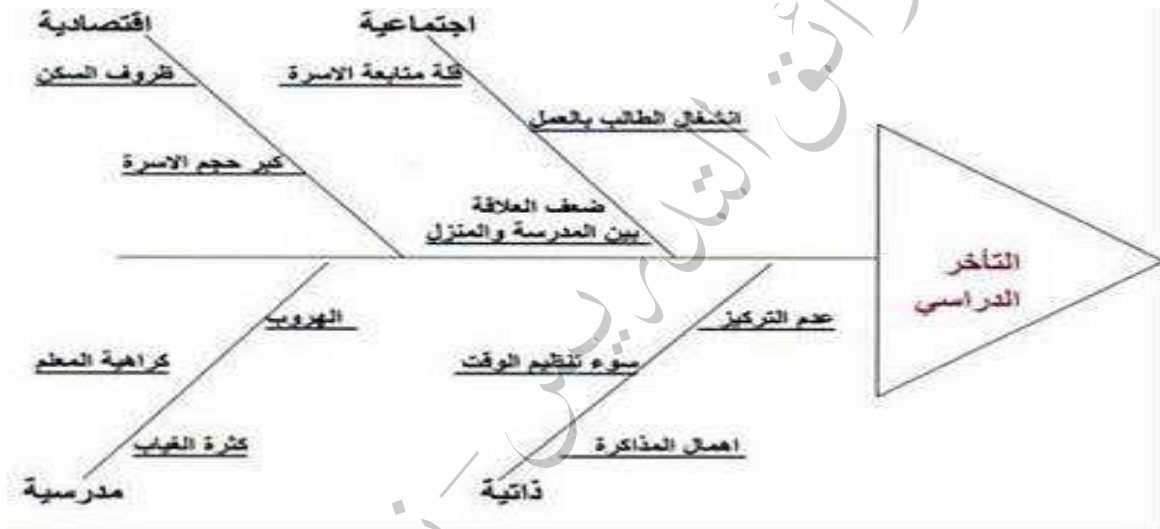 اجتماعية
اقتصادية
قلة متابعة الاسرة
ظروف السكن
انشغال الطالب بالعمل
كبر حجم الاسرة
ضعف العلاقة
بين المدرسة والمنزل
التأخر
الدراسي
عدم التركيز
الهروب
سوء تنظيم الوقت
كراهية المعلم
اهمال المذاكرة
كثرة الغياب
ذاتية
مدرسية